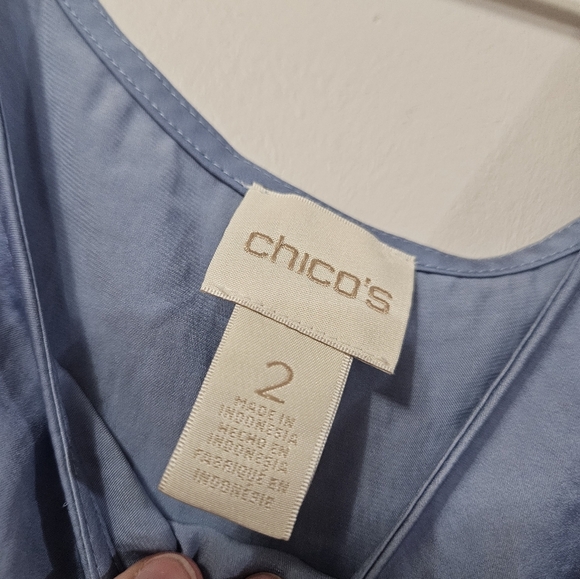 chico's
2
MADE IN
INDONESIA
HECHO EN
INDONESIA
FABRIQUÉ EN
INDONÉSIE